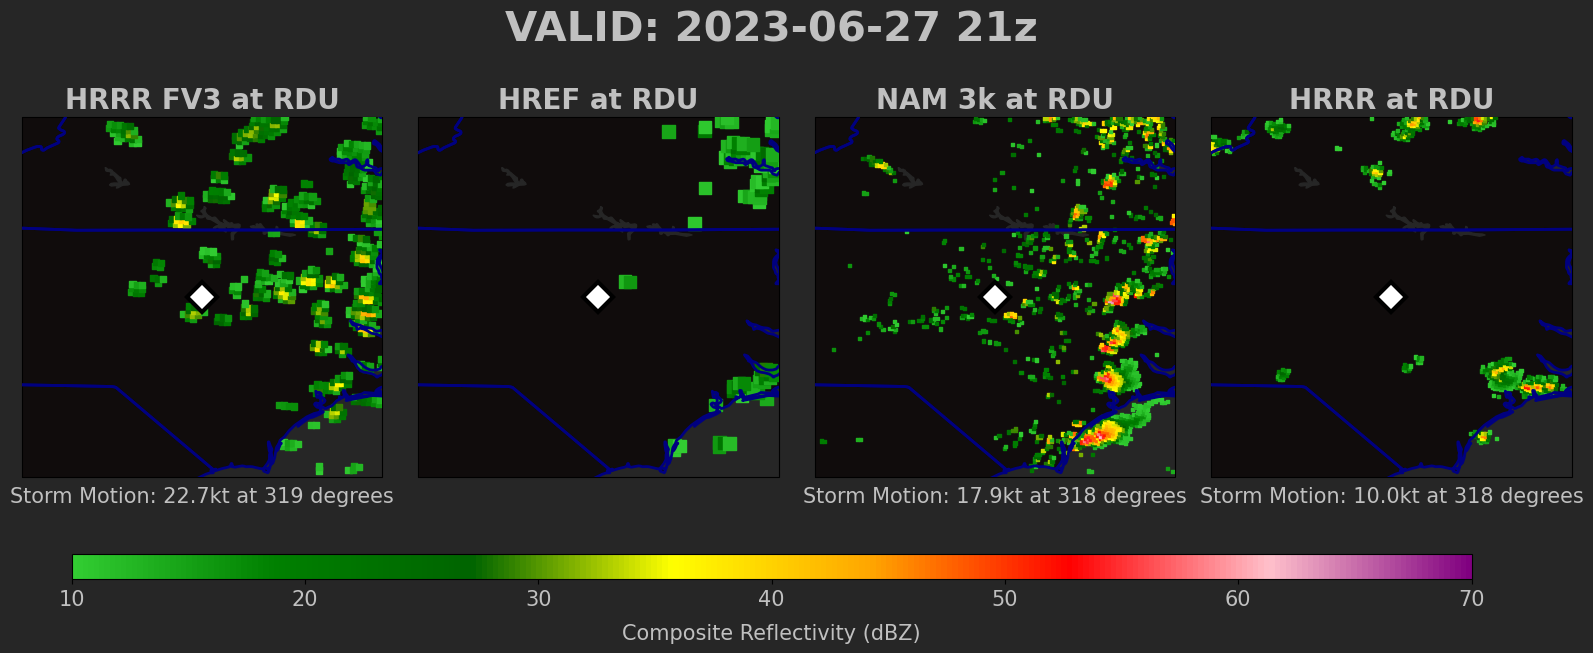 VALID: 2023-06-27 21z
HRRR FV3 at RDU
HREF at RDU
NAM 3k at RDU
HRRR at RDU
Storm Motion: 22.7kt at 319 degrees
Storm Motion: 17.9kt at 318 degrees
Storm Motion: 10.0kt at 318 degrees
10 20 30 40 50 60 70
Composite Reflectivity (dBZ)